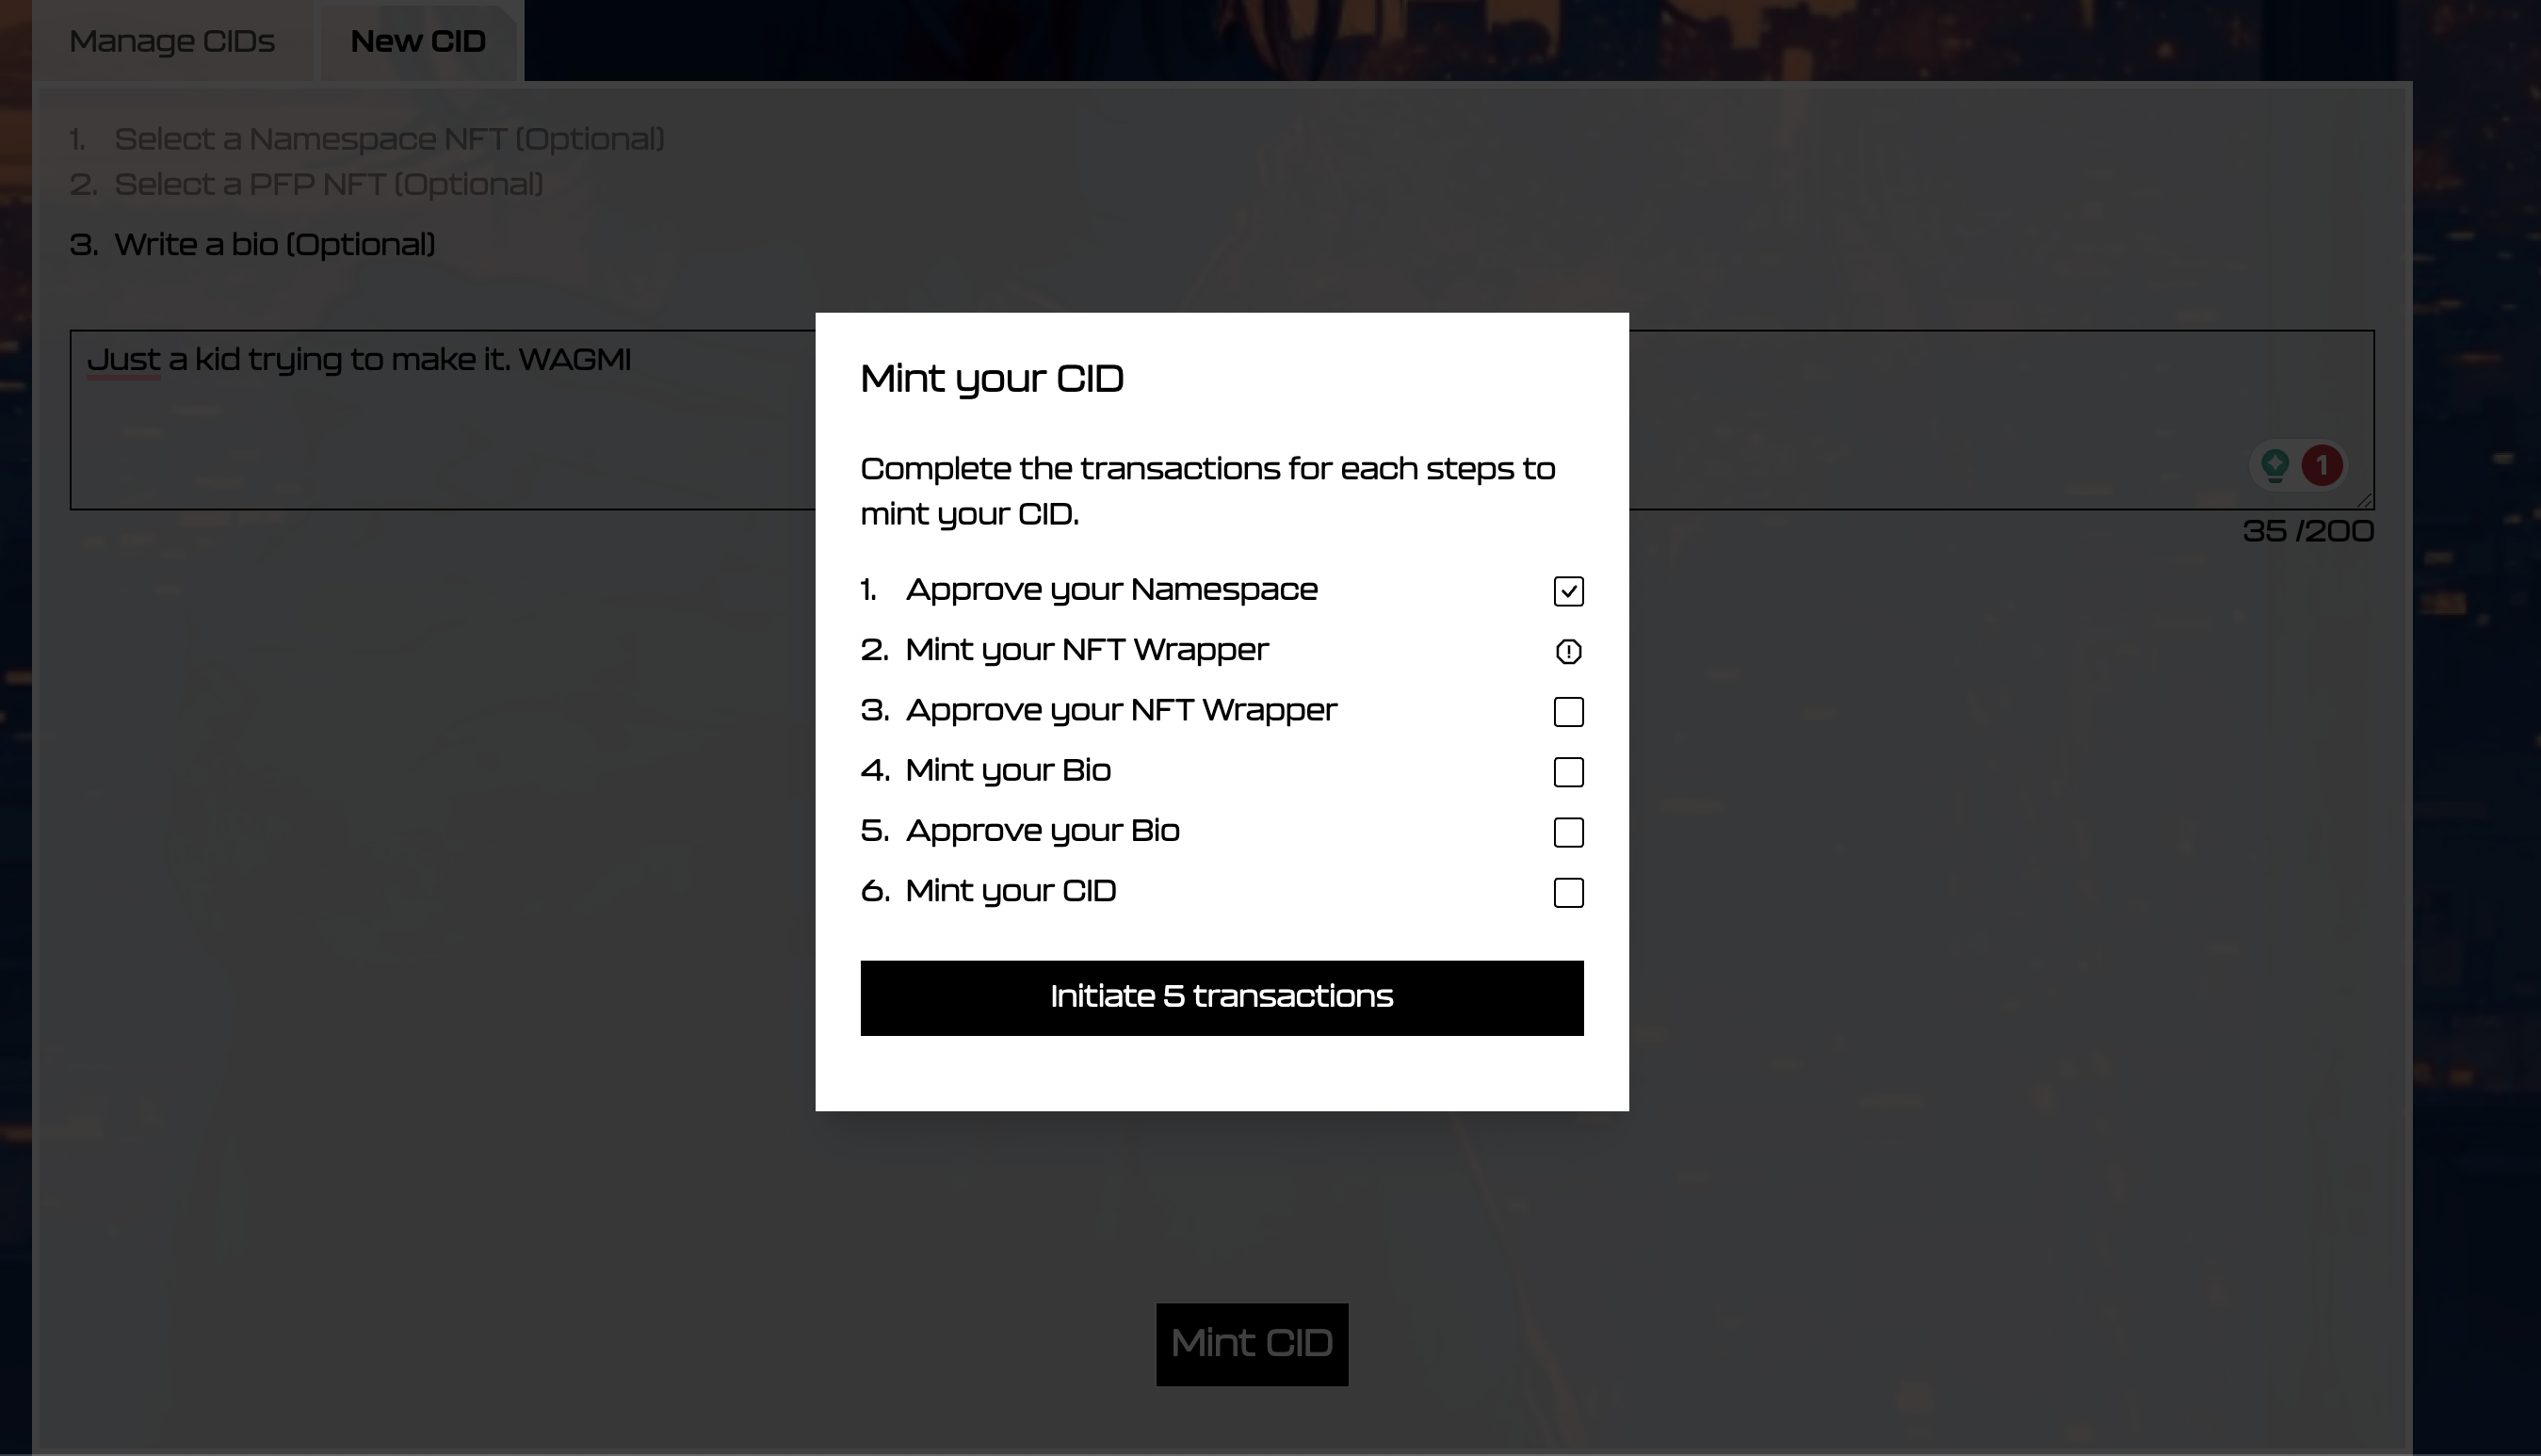 Manage CIDs
New CID
1. Select a Namespace NFT (Optional)
2. Select a PFP NFT (Optional)
3. Write a bio (Optional)
Just a kid trying to make it. WAGMI
1
35 /200
Mint your CID
Complete the transactions for each steps to
mint your CID.
1. Approve your Namespace
2. Mint your NFT Wrapper
3. Approve your NFT Wrapper
4. Mint your Bio
5. Approve your Bio
6. Mint your CID
Initiate 5 transactions
Mint CID